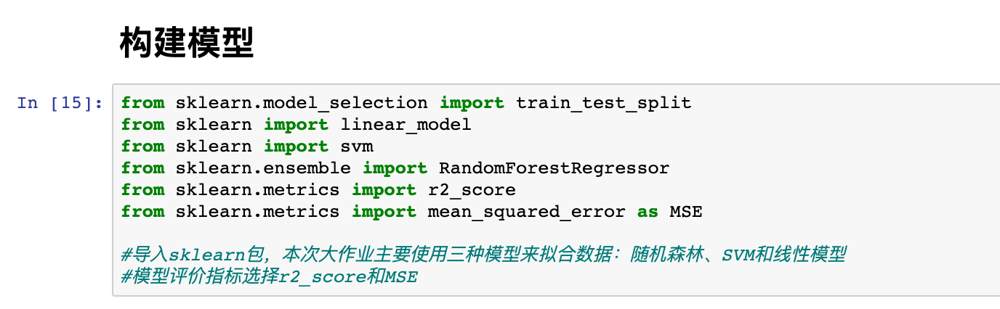 构建模型
In [15]:
from sklearn.model_selection import train_test_split
from sklearn import linear_model
from sklearn import svm
from sklearn.ensemble import RandomForestRegressor
from sklearn.metrics import r2_score
from sklearn.metrics import mean_squared_error as MSE
#导入sklearn包，本次大作业主要使用三种模型来拟合数据：随机森林、SVM和线性模型
#模型评价指标选择r2_score和MSE